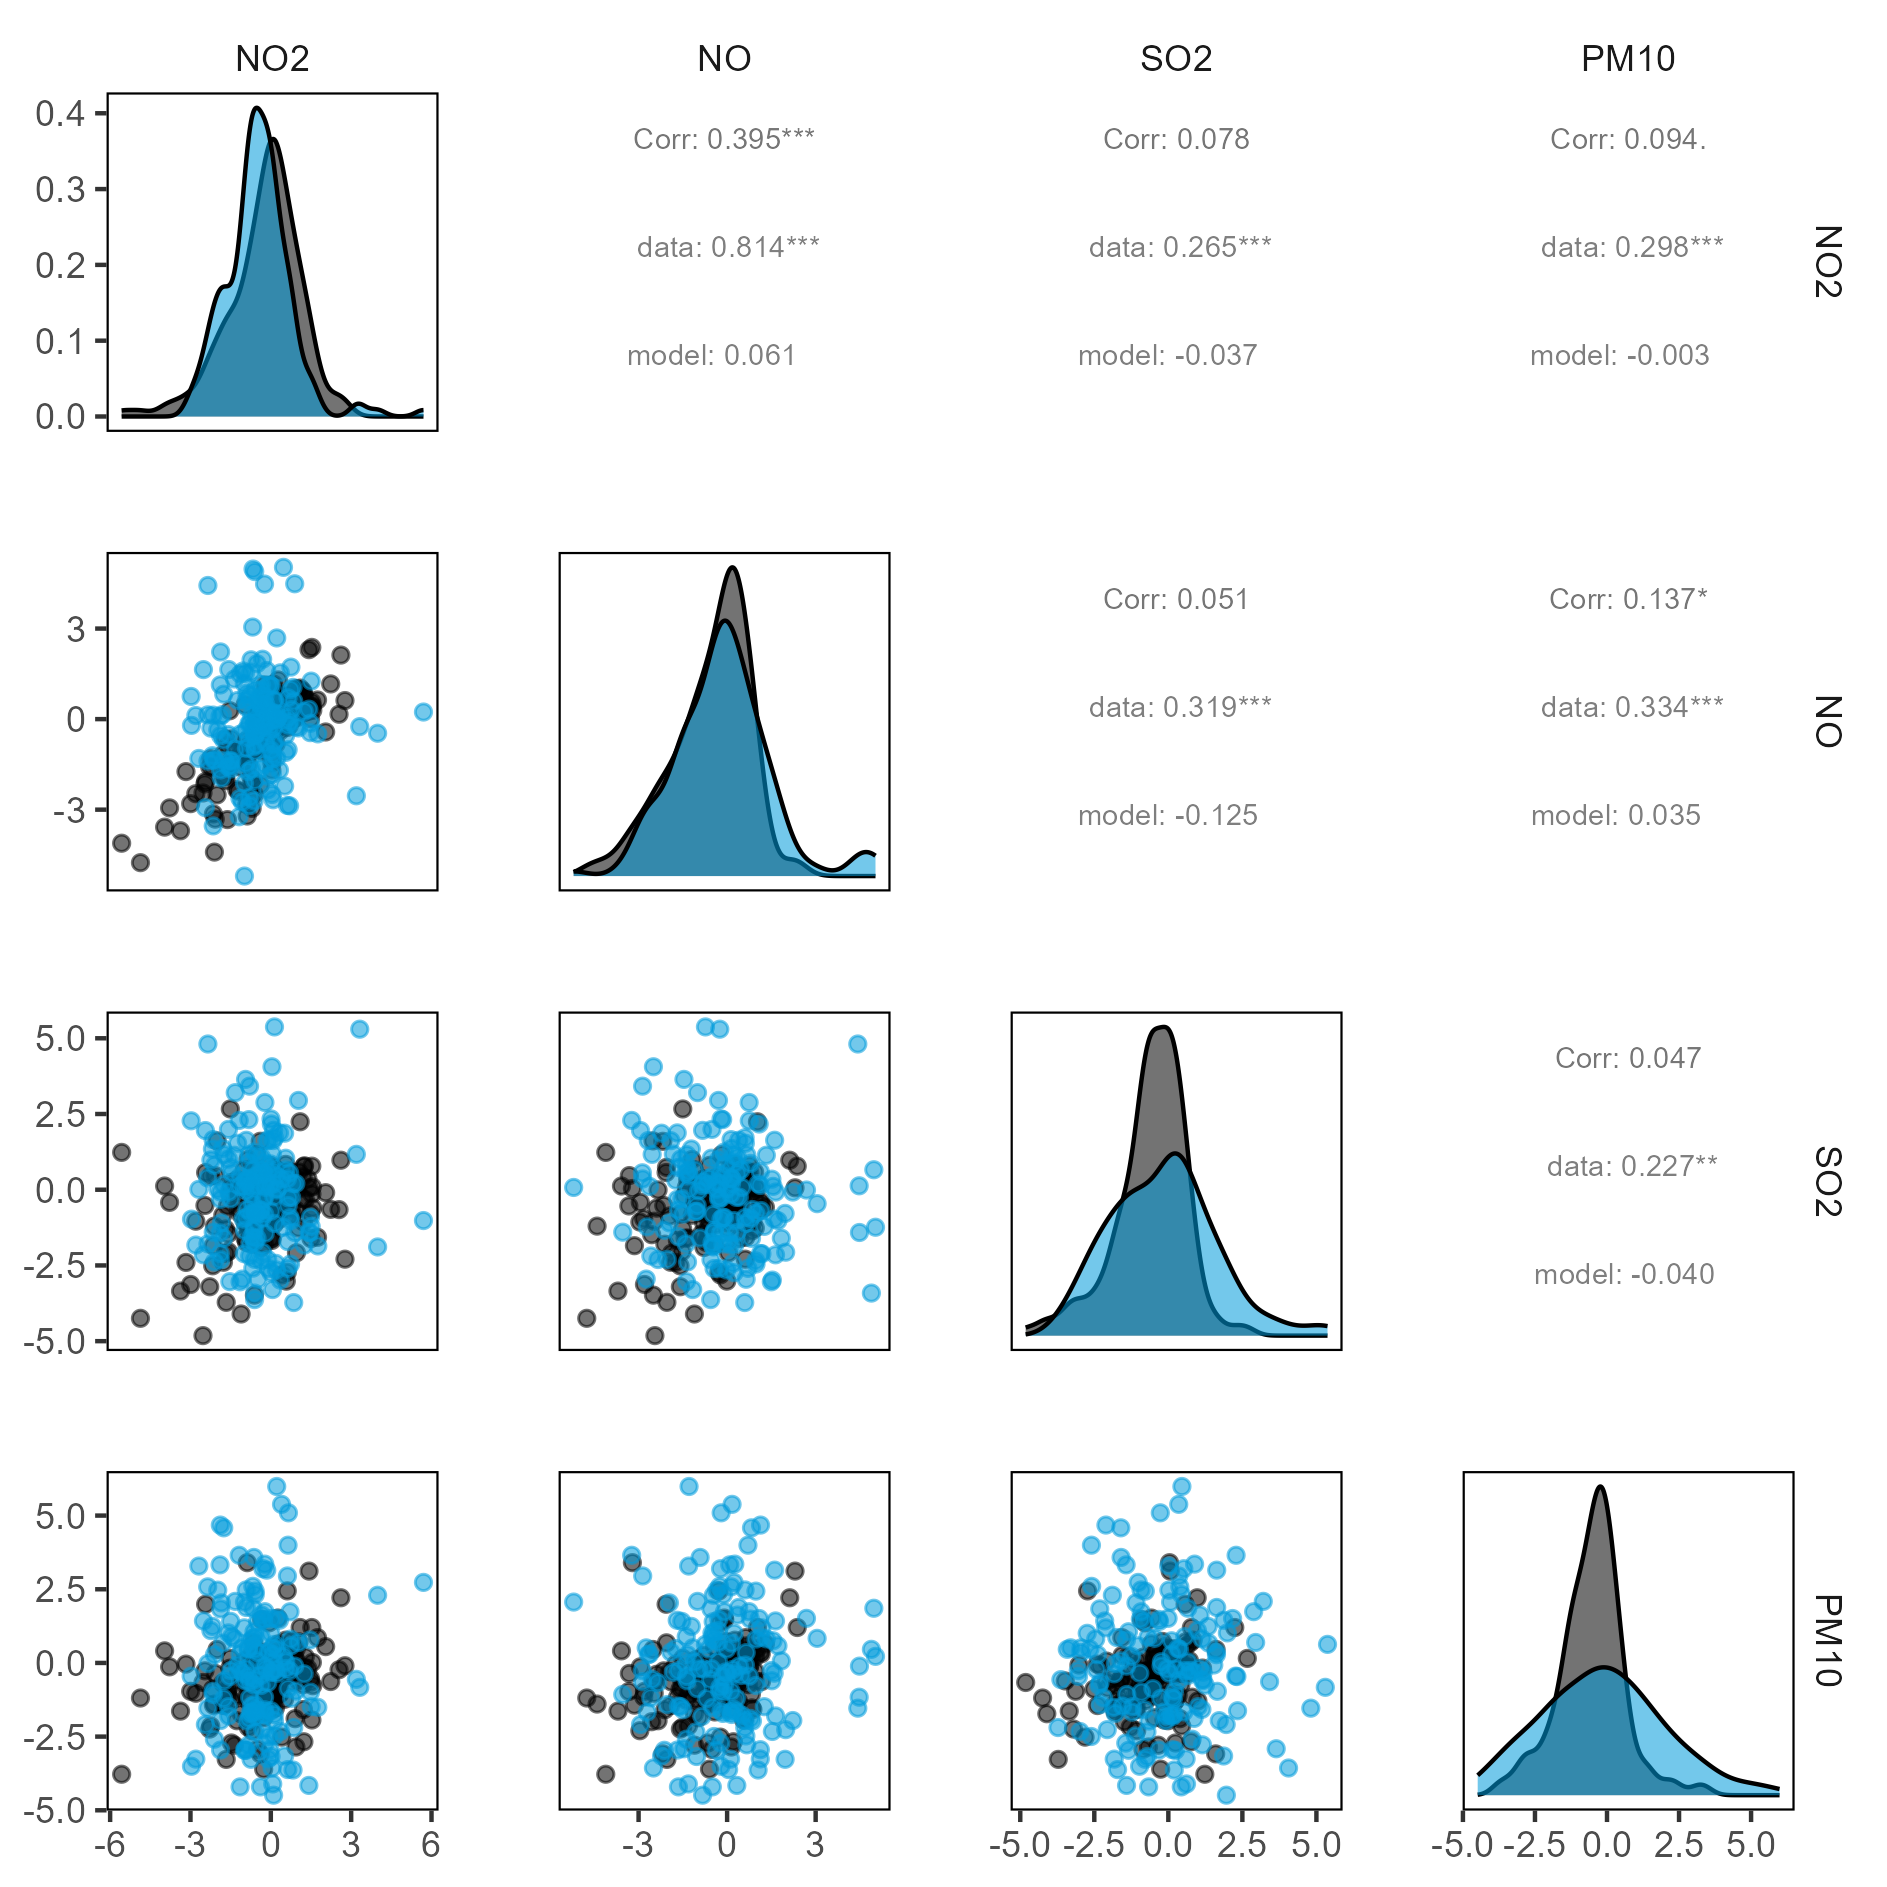 NO2 NO SO2 PM10
0.4
0.3
0.2
0.1
0.0
Corr: 0.395***
data: 0.814***
model: 0.061
Corr: 0.078
data: 0.265***
model: -0.037
Corr: 0.094.
data: 0.298***
model: -0.003
NO2
3
0
-3
Corr: 0.051
data: 0.319***
model: -0.125
Corr: 0.137*
data: 0.334***
model: 0.035
NO
5.0
2.5
0.0
-2.5
-5.0
Corr: 0.047
data: 0.227**
model: -0.040
SO2
5.0
2.5
0.0
-2.5
-5.0
PM10
-6 -3 0 3 6
-3 0 3
-5.0 -2.5 0.0 2.5 5.0
-5.0 -2.5 0.0 2.5 5.0